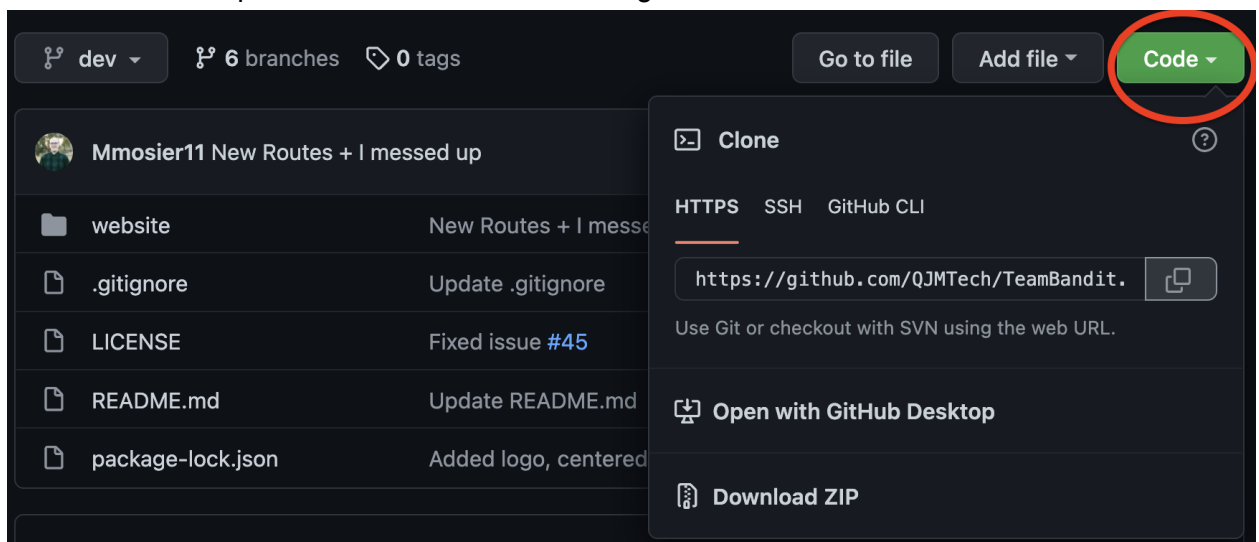 dev 6 branches 0 tags Go to file Add file Code
Clone
Mmosier11 New Routes + I messed up
HTTPS SSH GitHub CLI
website New Routes + I messe
https://github.com/QJMTech/TeamBandit.
.gitignore Update .gitignore
Use Git or checkout with SVN using the web URL.
LICENSE Fixed issue #45
README.md Update README.md
Open with GitHub Desktop
package-lock.json Added logo, centered
Download ZIP